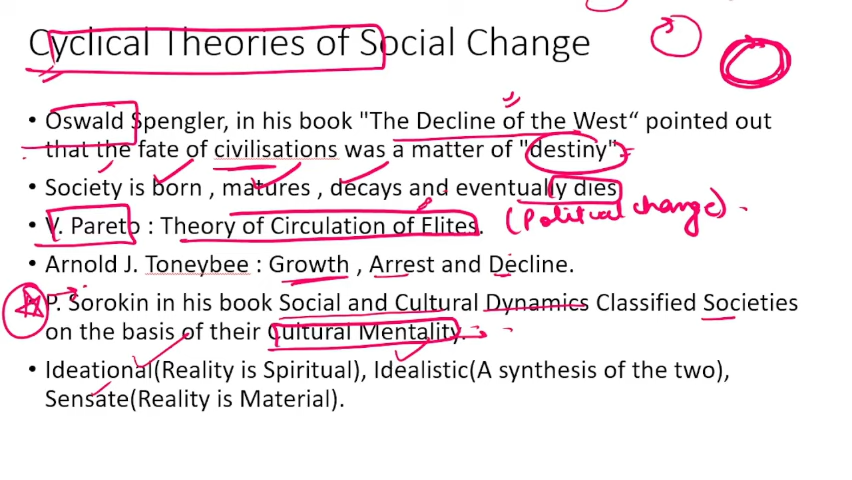 Cyclical Theories of Social Change
• Oswald Spengler, in his book "The Decline of the West“ pointed out
that the fate of civilisations was a matter of "destiny"
• Society is born , matures , decays and eventually dies
• V. Pareto : Theory of Circulation of Elites. (Political change)
• Arnold J. Toneybee : Growth , Arrest and Decline.
• P. Sorokin in his book Social and Cultural Dynamics Classified Societies
on the basis of their Cultural Mentality.
• Ideational(Reality is Spiritual), Idealistic(A synthesis of the two),
Sensate(Reality is Material).